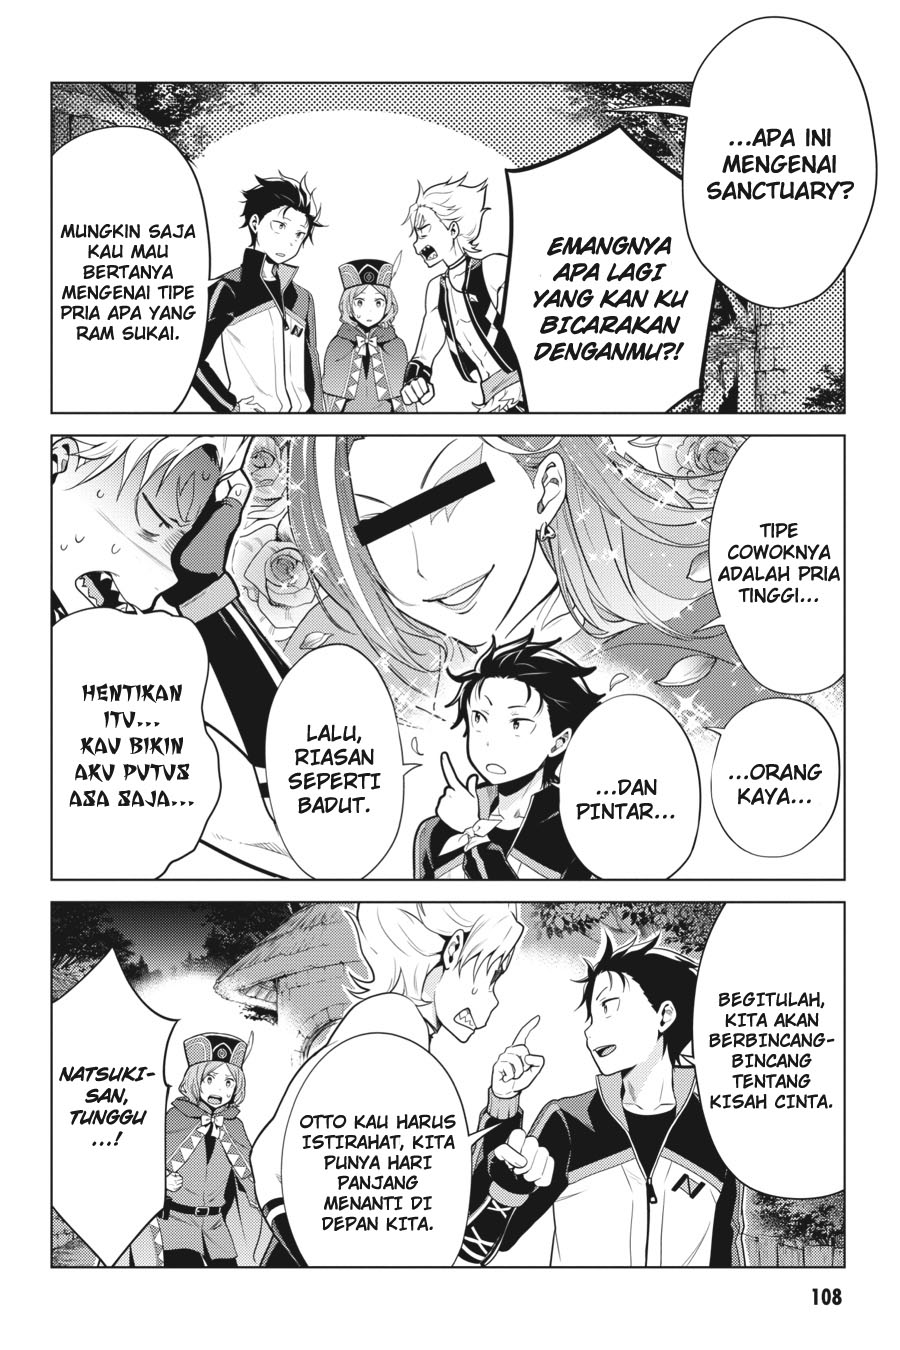 ...APA INI
MENGENAI
SANCTUARY?
EMANGNYA
APA LAGI
YANG KAN KU
BICARAKAN
DENGANMU?!
MUNGKIN SAJA
KAU MAU
BERTANYA
MENGENAI TIPE
PRIA APA YANG
RAM SUKAI.
TIPE
COWOKNYA
ADALAH PRIA
TINGGI...
...ORANG
KAYA...
...DAN
PINTAR...
LALU,
RIASAN
SEPERTI
BADUT.
HENTIKAN
ITU...
KAU BIKIN
AKU PUTUS
ASA SAJA...
BEGITULAH,
KITA AKAN
BERBINCANG-
BINCANG
TENTANG
KISAH CINTA.
OTTO KAU HARUS
ISTIRAHAT, KITA
PUNYA HARI
PANJANG
MENANTI DI
DEPAN KITA.
NATSUKI-
SAN,
TUNGGU
...!
N
108